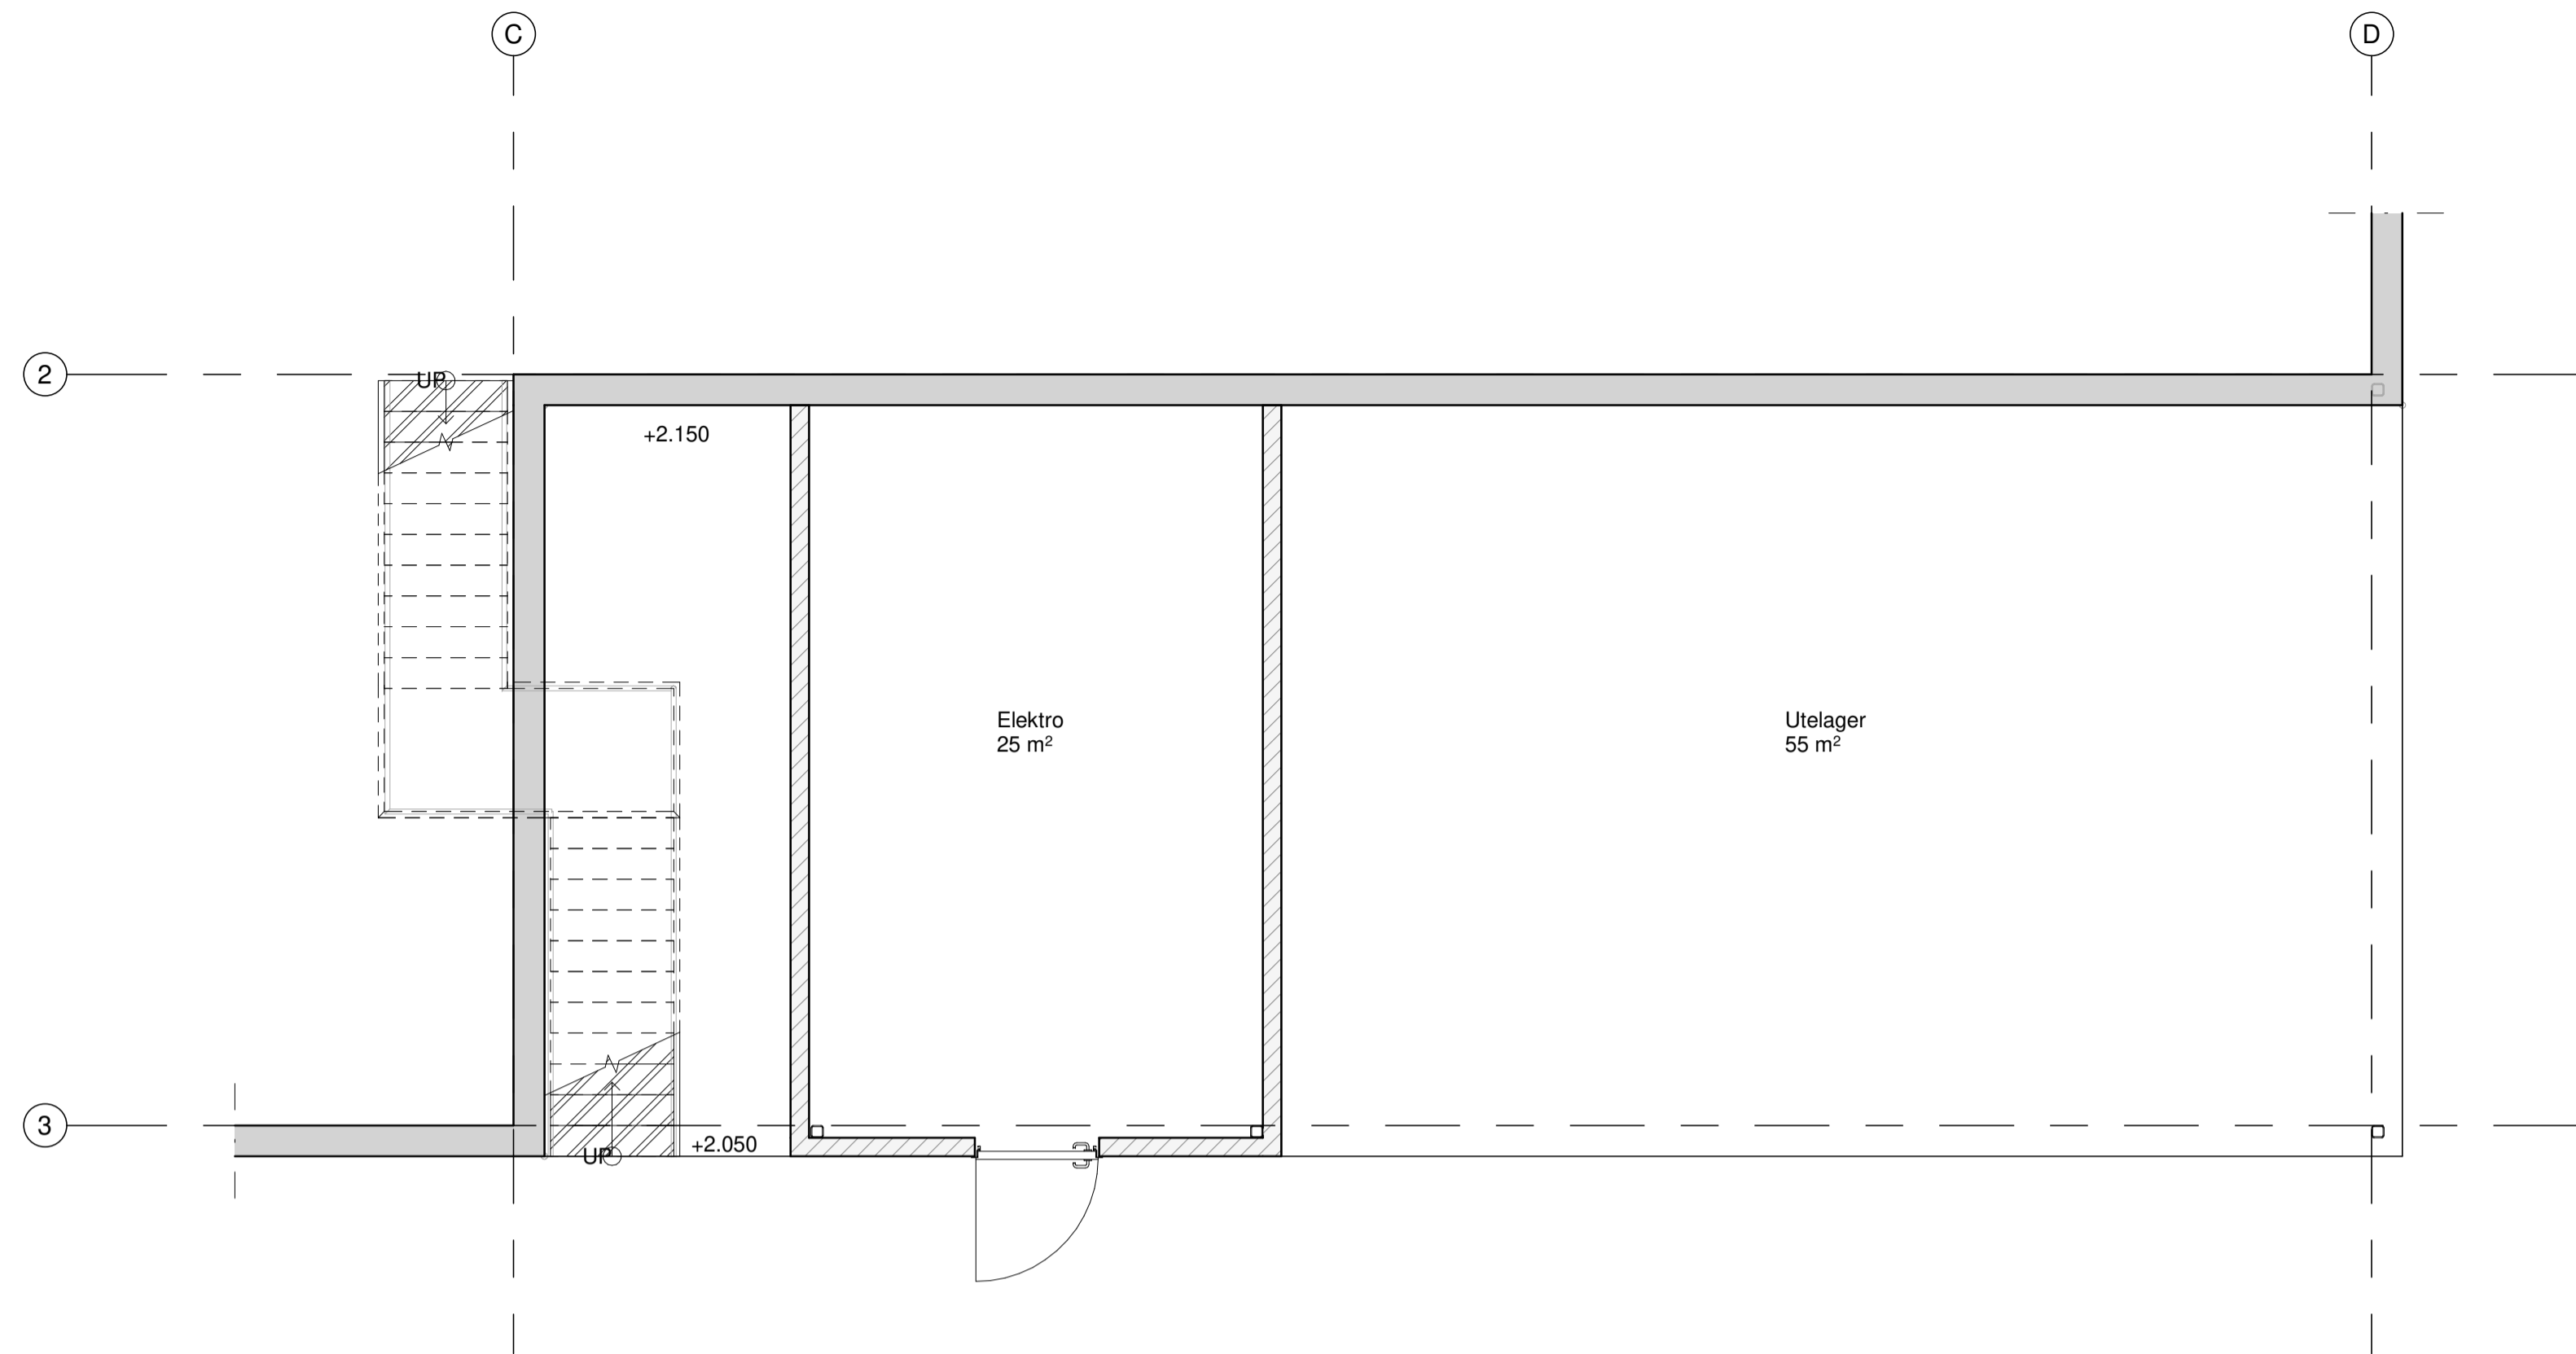 C
D
2
UP
+2.150
Elektro
25 m²
Utelager
55 m²
3
+2.050
UP